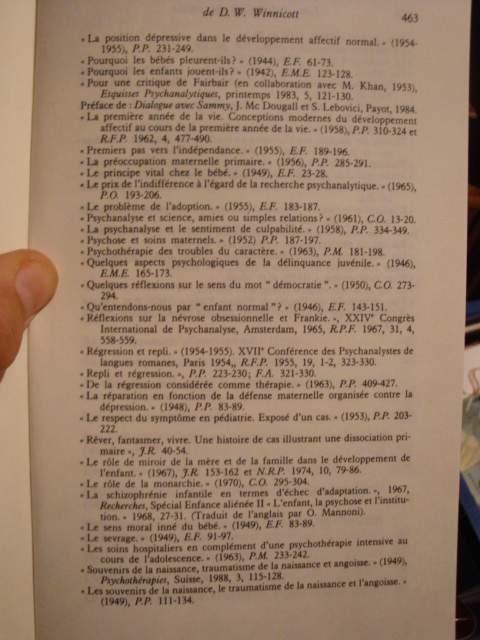 de D. W. Winnicott
463
« La position dépressive dans le développement affectif normal. » (1954-
1955), P.P. 231-249.
« Pourquoi les bébés pleurent-ils ? » (1944), E.F. 61-73.
« Pourquoi les enfants jouent-ils ? » (1942), E.M.E. 123-128.
« Pour une critique de Fairbair (en collaboration avec M. Khan, 1953),
Esquisses Psychanalytiques, printemps 1983, 5, 121-130.
Préface de : Dialogue avec Sammy, J. Mc Dougall et S. Lebovici, Payot, 1984.
« La première année de la vie. Conceptions modernes du développement
affectif au cours de la première année de la vie. » (1958), P.P. 310-324 et
R.F.P. 1962, 4, 477-490.
« Premiers pas vers l'indépendance. » (1955), E.F. 189-196.
« La préoccupation maternelle primaire. » (1956), P.P. 285-291.
« Le principe vital chez le bébé. » (1949), E.F. 23-28.
« Le prix de l'indifférence à l'égard de la recherche psychanalytique. » (1965),
P.O. 193-206.
« Le problème de l'adoption. » (1955), E.F. 183-187.
« Psychanalyse et science, amies ou simples relations ? » (1961), C.O. 13-20.
« La psychanalyse et le sentiment de culpabilité. » (1958), P.P. 334-349.
« Psychose et soins maternels. » (1952) P.P. 187-197.
« Psychothérapie des troubles du caractère. » (1963), P.M. 181-198.
« Quelques aspects psychologiques de la délinquance juvénile. » (1946),
E.M.E. 165-173.
« Quelques réflexions sur le sens du mot “ démocratie ”. » (1950), C.O. 273-
294.
« Qu'entendons-nous par “ enfant normal ” ? » (1946), E.F. 143-151.
« Réflexions sur la névrose obsessionnelle et Frankie. », XXIVe Congrès
International de Psychanalyse, Amsterdam, 1965, R.P.F. 1967, 31, 4,
558-559.
« Régression et repli. » (1954-1955). XVIIe Conférence des Psychanalystes de
langues romanes, Paris 1954,, R.F.P. 1955, 19, 1-2, 323-330.
« Repli et régression. », P.P. 223-230 ; F.A. 321-330.
« De la régression considérée comme thérapie. » (1963), P.P. 409-427.
« La réparation en fonction de la défense maternelle organisée contre la
dépression. » (1948), P.P. 83-89.
« Le respect du symptôme en pédiatrie. Exposé d'un cas. » (1953), P.P. 203-
222.
« Rêver, fantasmer, vivre. Une histoire de cas illustrant une dissociation pri-
maire », J.R. 40-54.
« Le rôle de miroir de la mère et de la famille dans le développement de
l'enfant. » (1967), J.R. 153-162 et N.R.P. 1974, 10, 79-86.
« Le rôle de la monarchie. » (1970), C.O. 295-304.
« La schizophrénie infantile en termes d'échec d'adaptation. », 1967,
Recherches, Spécial Enfance aliénée II « L'enfant, la psychose et l'institu-
tion. » 1968, 27-31. (Traduit de l'anglais par O. Mannoni).
« Le sens moral inné du bébé. » (1949), E.F. 83-89.
« Le sevrage. » (1949), E.F. 91-97.
« Les soins hospitaliers en complément d'une psychothérapie intensive au
cours de l'adolescence. » (1963), P.M. 233-242.
« Souvenirs de la naissance, traumatisme de la naissance et angoisse. » (1949),
Psychothérapies, Suisse, 1988, 3, 115-128.
« Les souvenirs de la naissance, le traumatisme de la naissance et l'angoisse. »
(1949), P.P. 111-134.